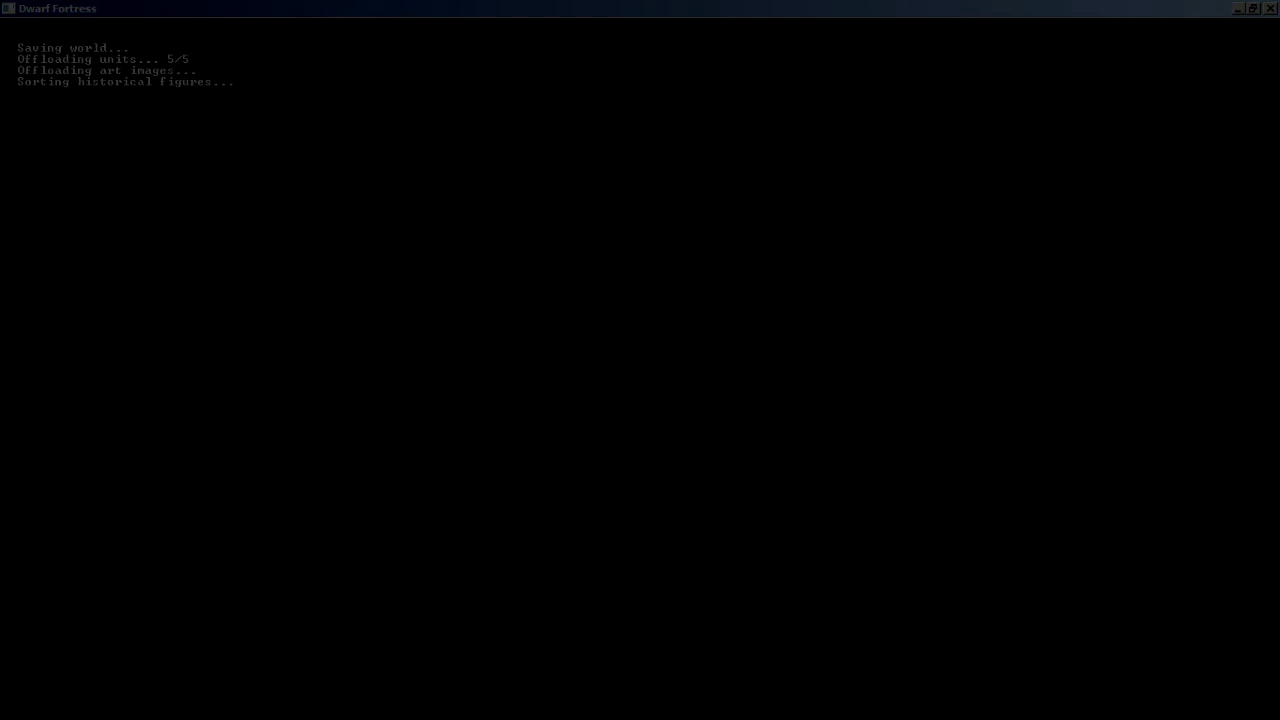 Dwarf Fortress
Saving world...
Offloading units... 5/5
Offloading art images...
Sorting historical figures...